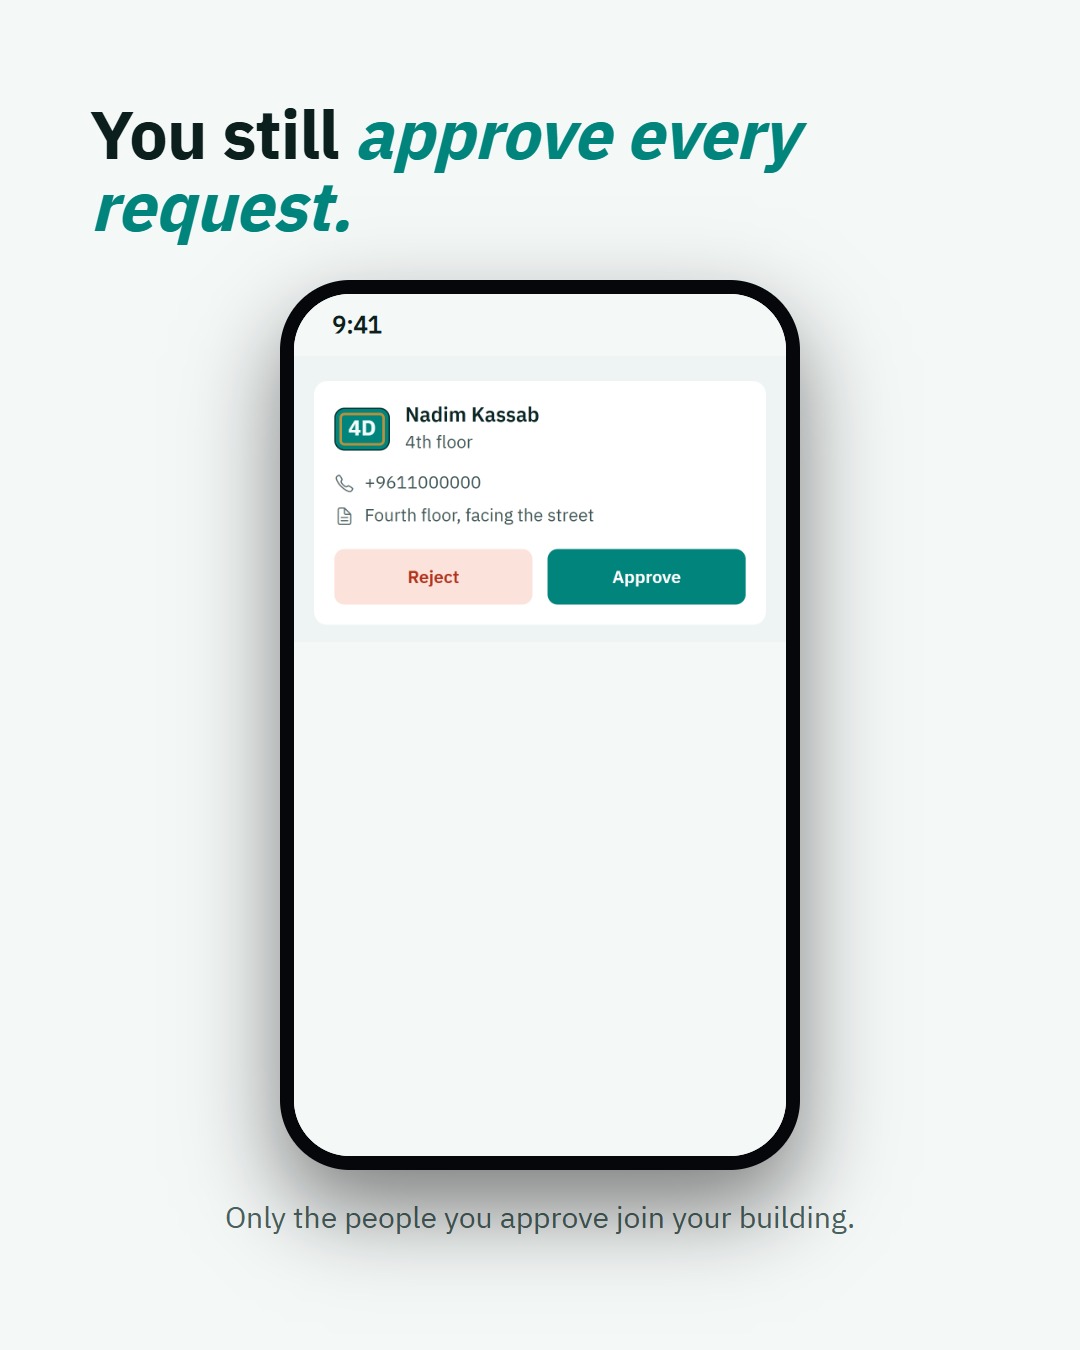 You still approve every
request.
9:41
4D
Nadim Kassab
4th floor
+9611000000
Fourth floor, facing the street
Reject
Approve
Only the people you approve join your building.